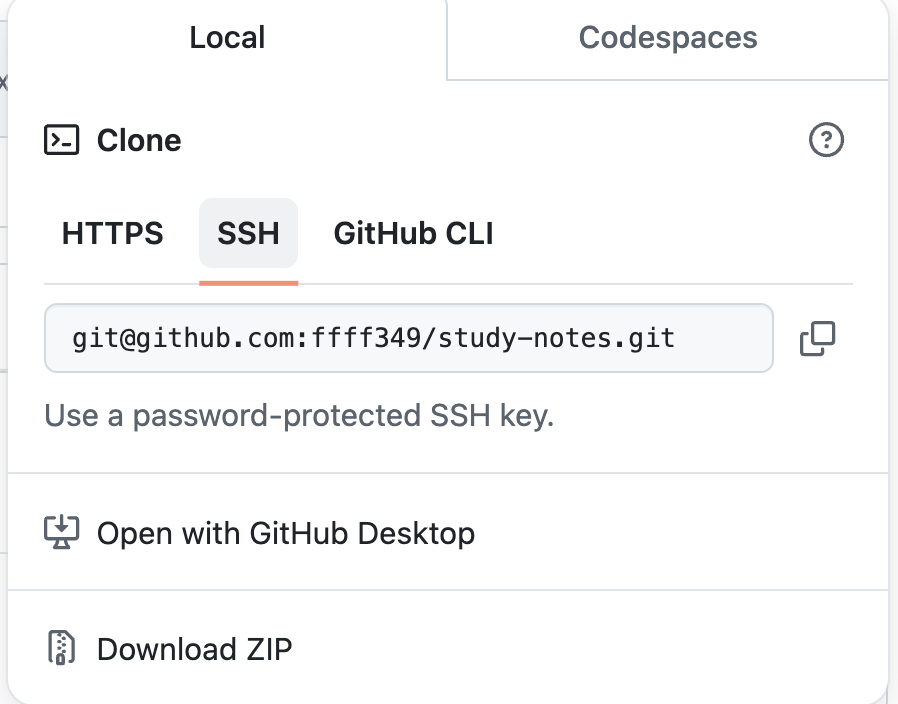 Local
Codespaces
Clone
HTTPS
SSH
GitHub CLI
git@github.com:ffff349/study-notes.git
Use a password-protected SSH key.
Open with GitHub Desktop
Download ZIP